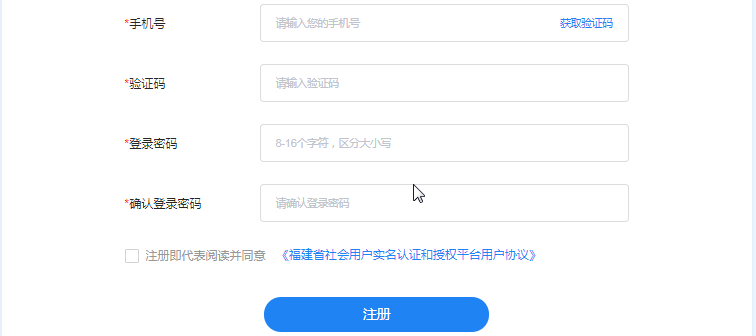 *手机号 请输入您的手机号 获取验证码
*验证码 请输入验证码
*登录密码 8-16个字符，区分大小写
*确认登录密码 请确认登录密码
注册即代表阅读并同意 《福建省社会用户实名认证和授权平台用户协议》
注册